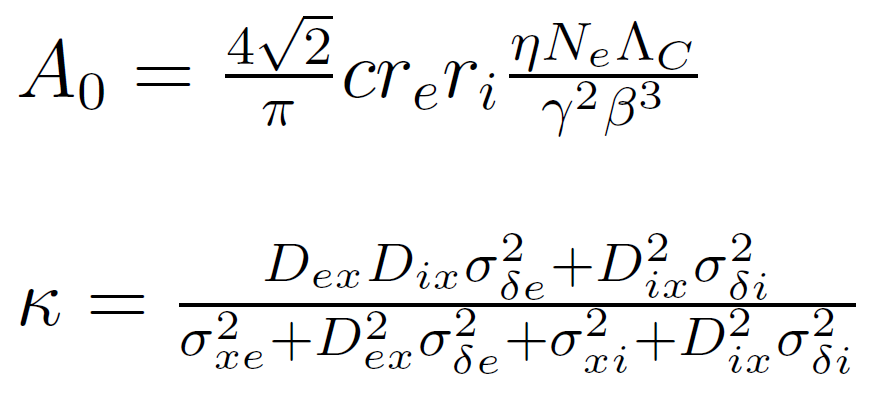 A_0 = \frac{4\sqrt{2}}{\pi} c r_e r_i \frac{\eta N_e \Lambda_C}{\gamma^2 \beta^3}
\kappa = \frac{D_{ex} D_{ix} \sigma_{\delta e}^2 + D_{ix}^2 \sigma_{\delta i}^2}{\sigma_{xe}^2 + D_{ex}^2 \sigma_{\delta e}^2 + \sigma_{xi}^2 + D_{ix}^2 \sigma_{\delta i}^2}